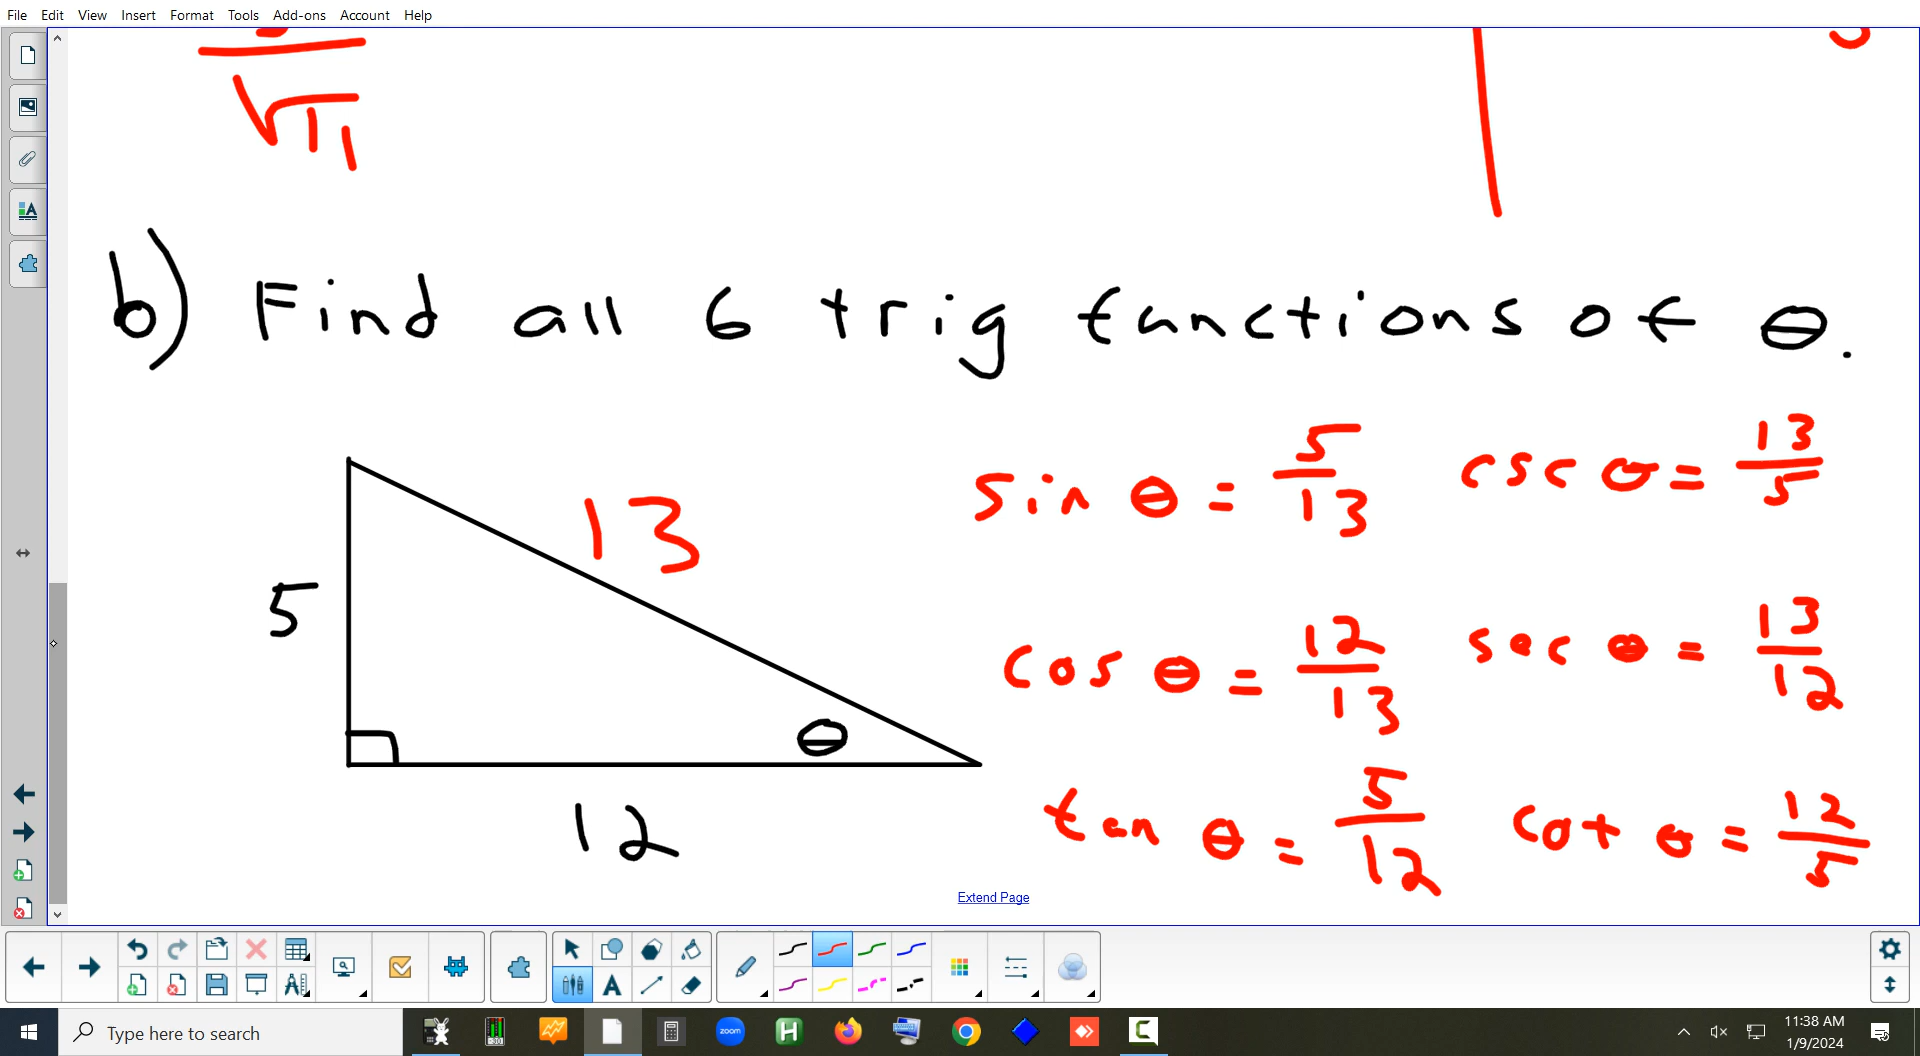 File Edit View Insert Format Tools Add-ons Account Help
√11
b) Find all 6 trig functions of θ.
sin θ = 5/13 csc θ = 13/5
13
5
cos θ = 12/13 sec θ = 13/12
θ
12
tan θ = 5/12 cot θ = 12/5
Extend Page
Type here to search
zoom
11:38 AM
1/9/2024